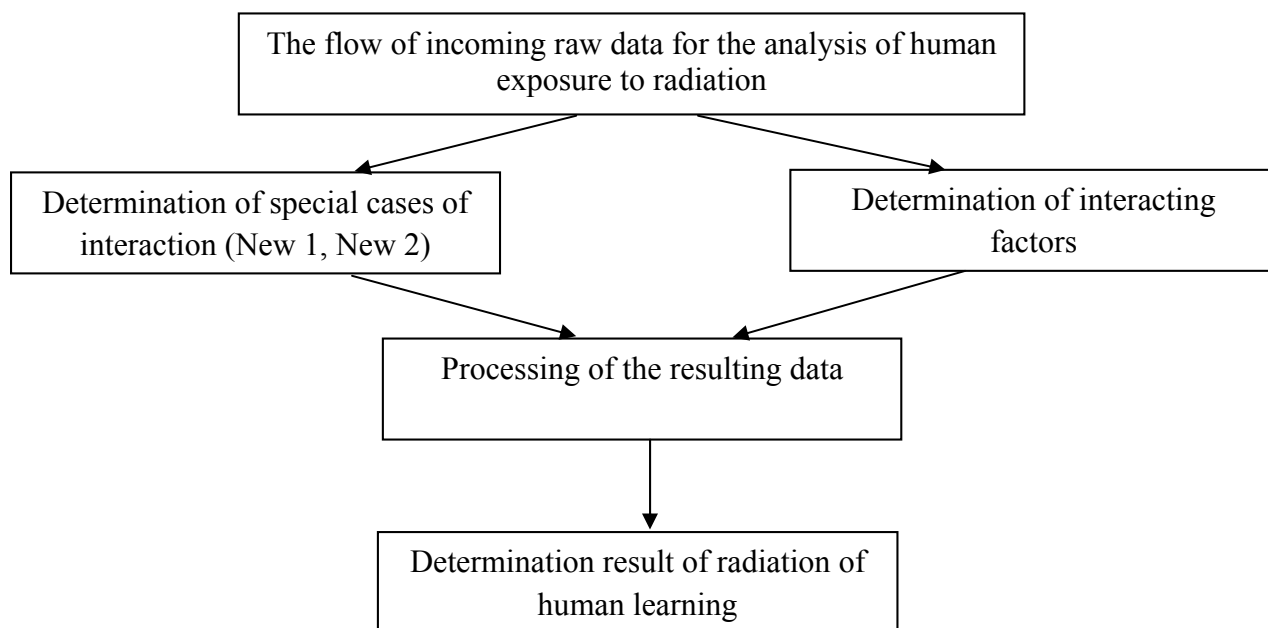 The flow of incoming raw data for the analysis of human
exposure to radiation
Determination of special cases of
interaction (New 1, New 2)
Determination of interacting
factors
Processing of the resulting data
Determination result of radiation of
human learning